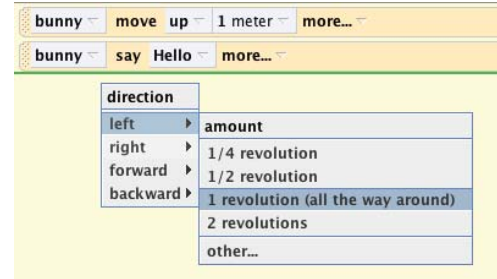 bunny move up 1 meter more...
bunny say Hello more...
direction
left
amount
right
1/4 revolution
forward
1/2 revolution
backward
1 revolution (all the way around)
2 revolutions
other...